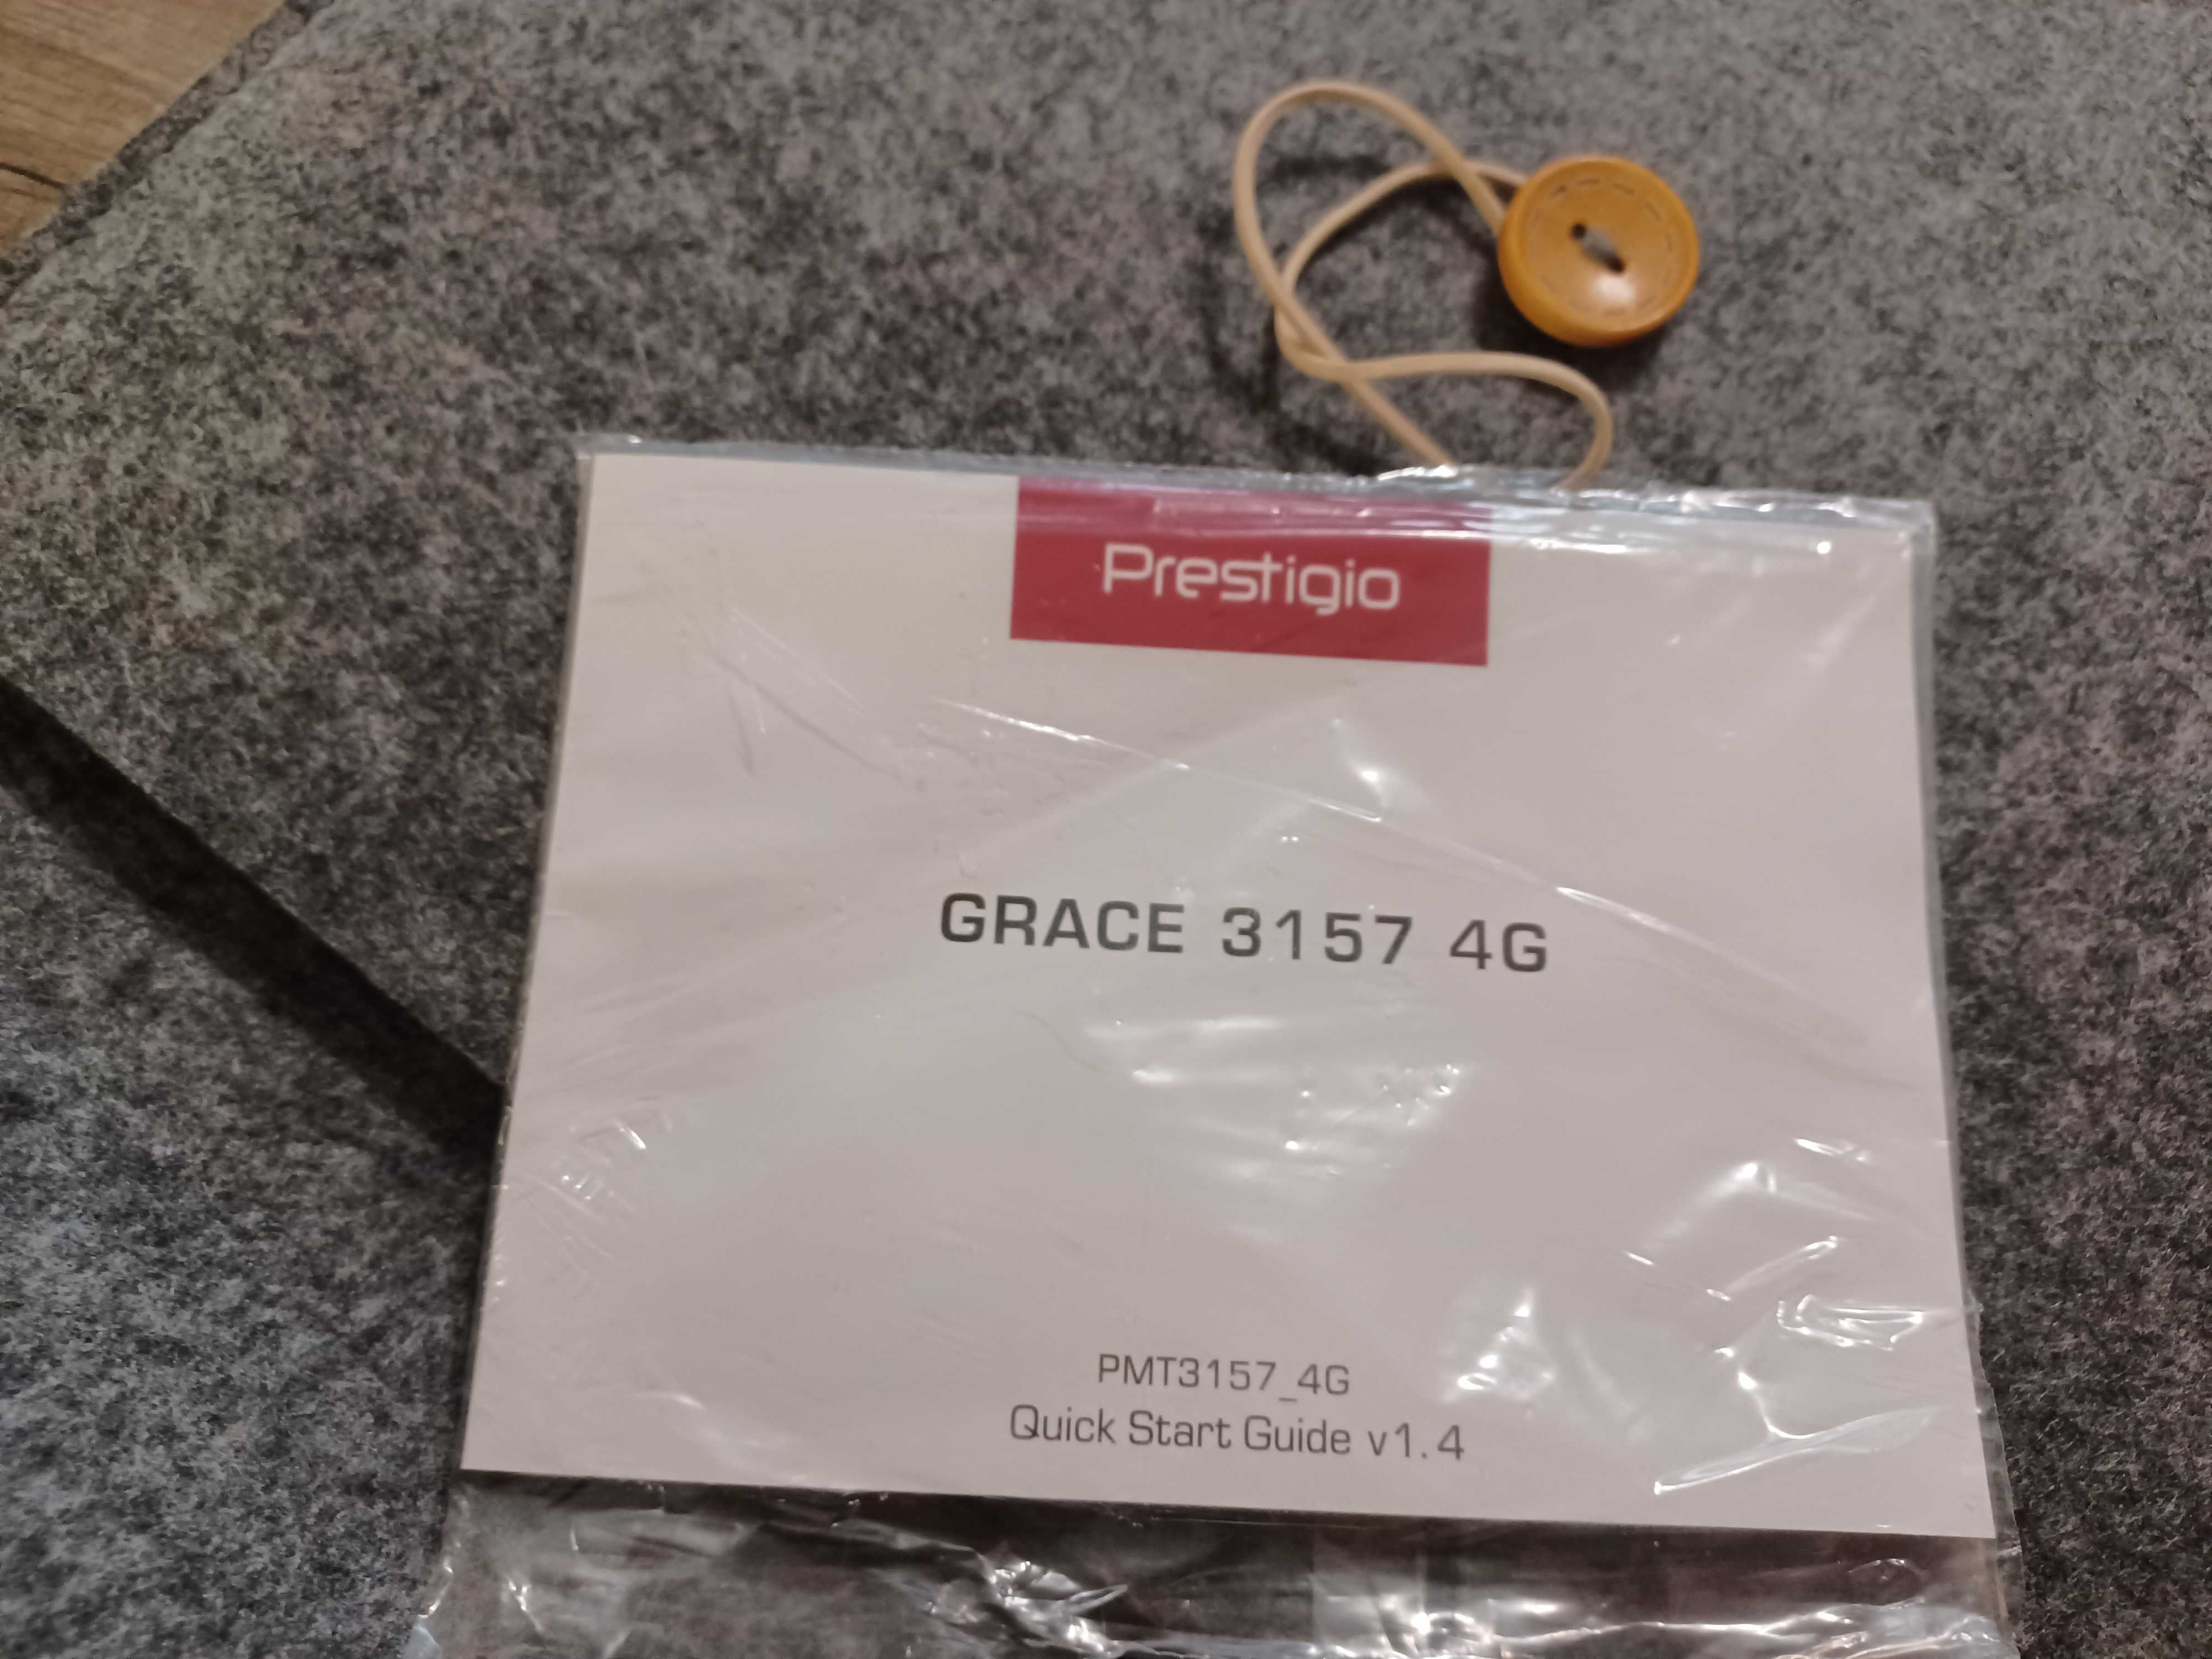 Prestigio
GRACE 3157 4G
PMT3157_4G
Quick Start Guide v1.4